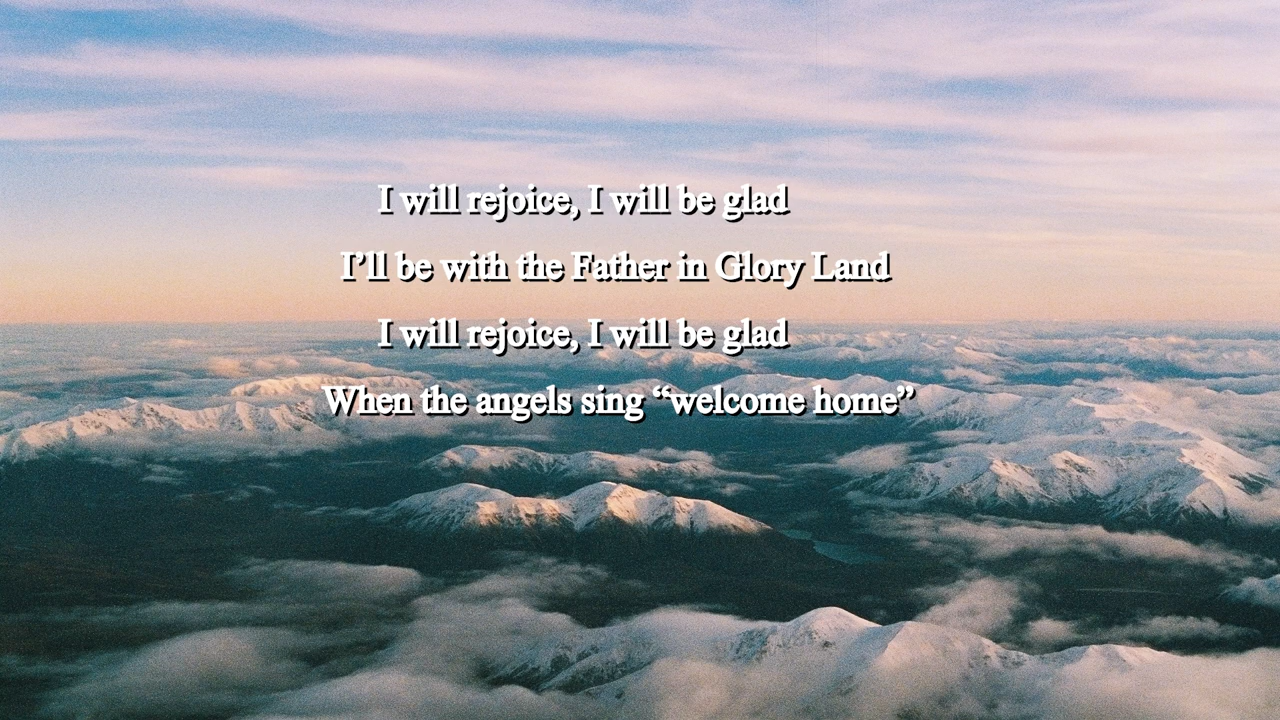 I will rejoice, I will be glad
I’ll be with the Father in Glory Land
I will rejoice, I will be glad
When the angels sing “welcome home”